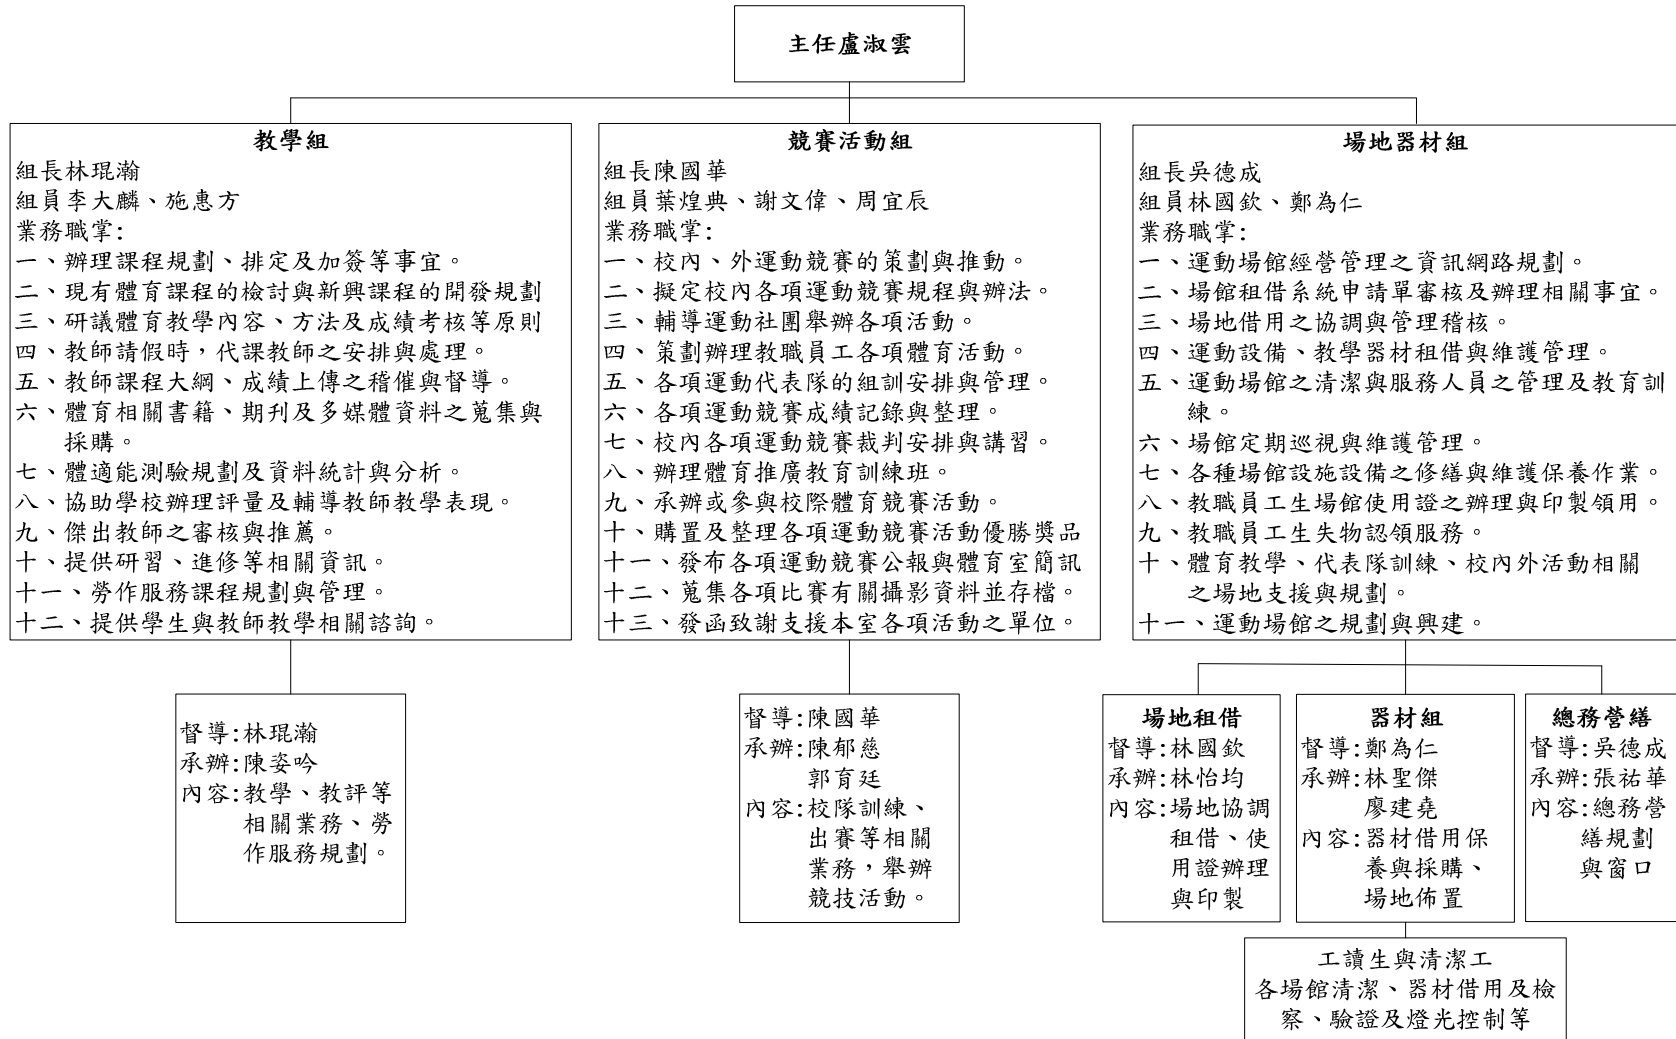 主任盧淑雲
教學組
組長林琨瀚
組員李大麟、施惠方
業務職掌:
一、辦理課程規劃、排定及加簽等事宜。
二、現有體育課程的檢討與新興課程的開發規劃
三、研議體育教學內容、方法及成績考核等原則
四、教師請假時，代課教師之安排與處理。
五、教師課程大綱、成績上傳之稽催與督導。
六、體育相關書籍、期刊及多媒體資料之蒐集與
採購。
七、體適能測驗規劃及資料統計與分析。
八、協助學校辦理評量及輔導教師教學表現。
九、傑出教師之審核與推薦。
十、提供研習、進修等相關資訊。
十一、勞作服務課程規劃與管理。
十二、提供學生與教師教學相關諮詢。
競賽活動組
組長陳國華
組員葉煌典、謝文偉、周宜辰
業務職掌:
一、校內、外運動競賽的策劃與推動。
二、擬定校內各項運動競賽規程與辦法。
三、輔導運動社團舉辦各項活動。
四、策劃辦理教職員工各項體育活動。
五、各項運動代表隊的組訓安排與管理。
六、各項運動競賽成績記錄與整理。
七、校內各項運動競賽裁判安排與講習。
八、辦理體育推廣教育訓練班。
九、承辦或參與校際體育競賽活動。
十、購置及整理各項運動競賽活動優勝獎品
十一、發布各項運動競賽公報與體育室簡訊
十二、蒐集各項比賽有關攝影資料並存檔。
十三、發函致謝支援本室各項活動之單位。
場地器材組
組長吳德成
組員林國欽、鄭為仁
業務職掌:
一、運動場館經營管理之資訊網路規劃。
二、場館租借系統申請單審核及辦理相關事宜。
三、場地借用之協調與管理稽核。
四、運動設備、教學器材租借與維護管理。
五、運動場館之清潔與服務人員之管理及教育訓
練。
六、場館定期巡視與維護管理。
七、各種場館設施設備之修繕與維護保養作業。
八、教職員工生場館使用證之辦理與印製領用。
九、教職員工生失物認領服務。
十、體育教學、代表隊訓練、校內外活動相關
之場地支援與規劃。
十一、運動場館之規劃與興建。
督導:林琨瀚
承辦:陳姿吟
內容:教學、教評等
相關業務、勞
作服務規劃。
督導:陳國華
承辦:陳郁慈
郭育廷
內容:校隊訓練、
出賽等相關
業務，舉辦
競技活動。
場地租借
督導:林國欽
承辦:林怡均
內容:場地協調
租借、使
用證辦理
與印製
器材組
督導:鄭為仁
承辦:林聖傑
廖建堯
內容:器材借用保
養與採購、
場地佈置
總務營繕
督導:吳德成
承辦:張祐華
內容:總務營
繕規劃
與窗口
工讀生與清潔工
各場館清潔、器材借用及檢
察、驗證及燈光控制等